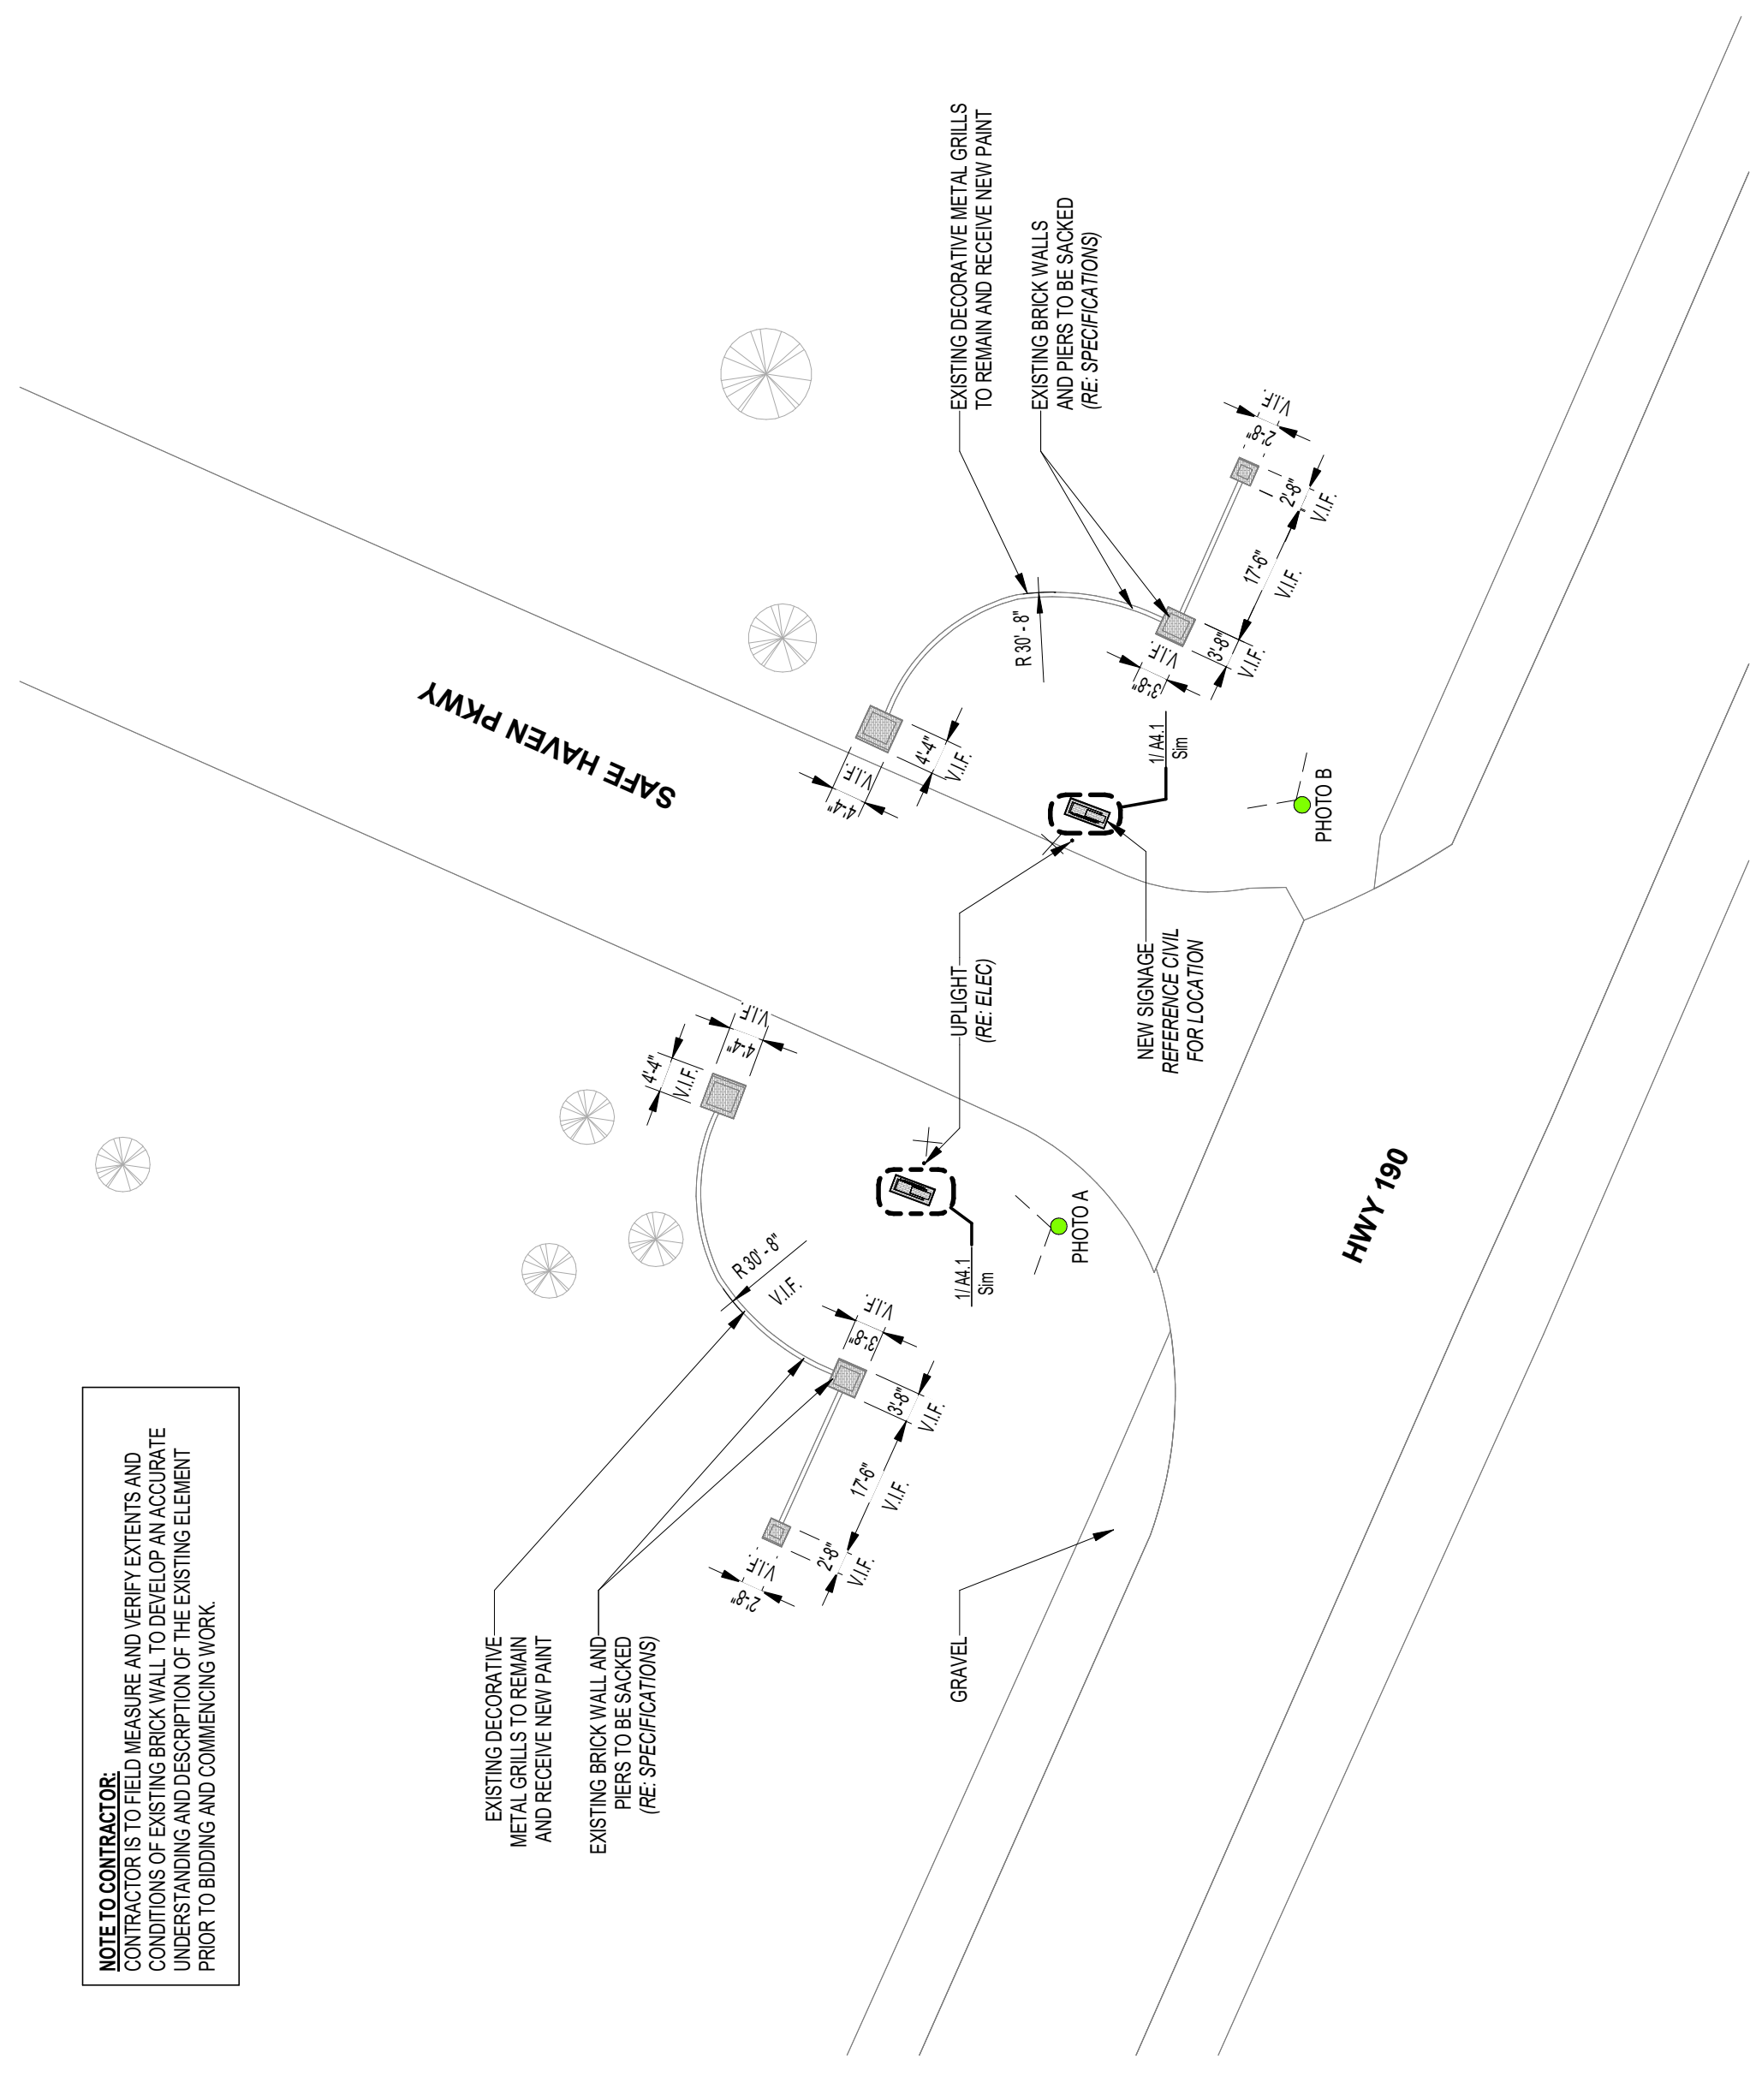 NOTE TO CONTRACTOR:
CONTRACTOR IS TO FIELD MEASURE AND VERIFY EXTENTS AND
CONDITIONS OF EXISTING BRICK WALL TO DEVELOP AN ACCURATE
UNDERSTANDING AND DESCRIPTION OF THE EXISTING ELEMENT
PRIOR TO BIDDING AND COMMENCING WORK.
SAFE HAVEN PKWY
HWY 190
EXISTING DECORATIVE
METAL GRILLS TO REMAIN
AND RECEIVE NEW PAINT
EXISTING BRICK WALL AND
PIERS TO BE SACKED
(RE: SPECIFICATIONS)
GRAVEL
2'-8"
V.I.F.
2'-8"
V.I.F.
17'-6"
V.I.F.
3'-8"
V.I.F.
3'-8"
V.I.F.
R 30' - 8"
V.I.F.
4'-4"
V.I.F.
4'-4"
V.I.F.
1/ A4.1
Sim
PHOTO A
UPLIGHT
(RE: ELEC)
NEW SIGNAGE
REFERENCE CIVIL
FOR LOCATION
1/ A4.1
Sim
PHOTO B
4'-4"
V.I.F.
4'-4"
V.I.F.
R 30' - 8"
3'-8"
V.I.F.
3'-8"
V.I.F.
17'-6"
V.I.F.
2'-8"
V.I.F.
2'-8"
V.I.F.
EXISTING DECORATIVE METAL GRILLS
TO REMAIN AND RECEIVE NEW PAINT
EXISTING BRICK WALLS
AND PIERS TO BE SACKED
(RE: SPECIFICATIONS)